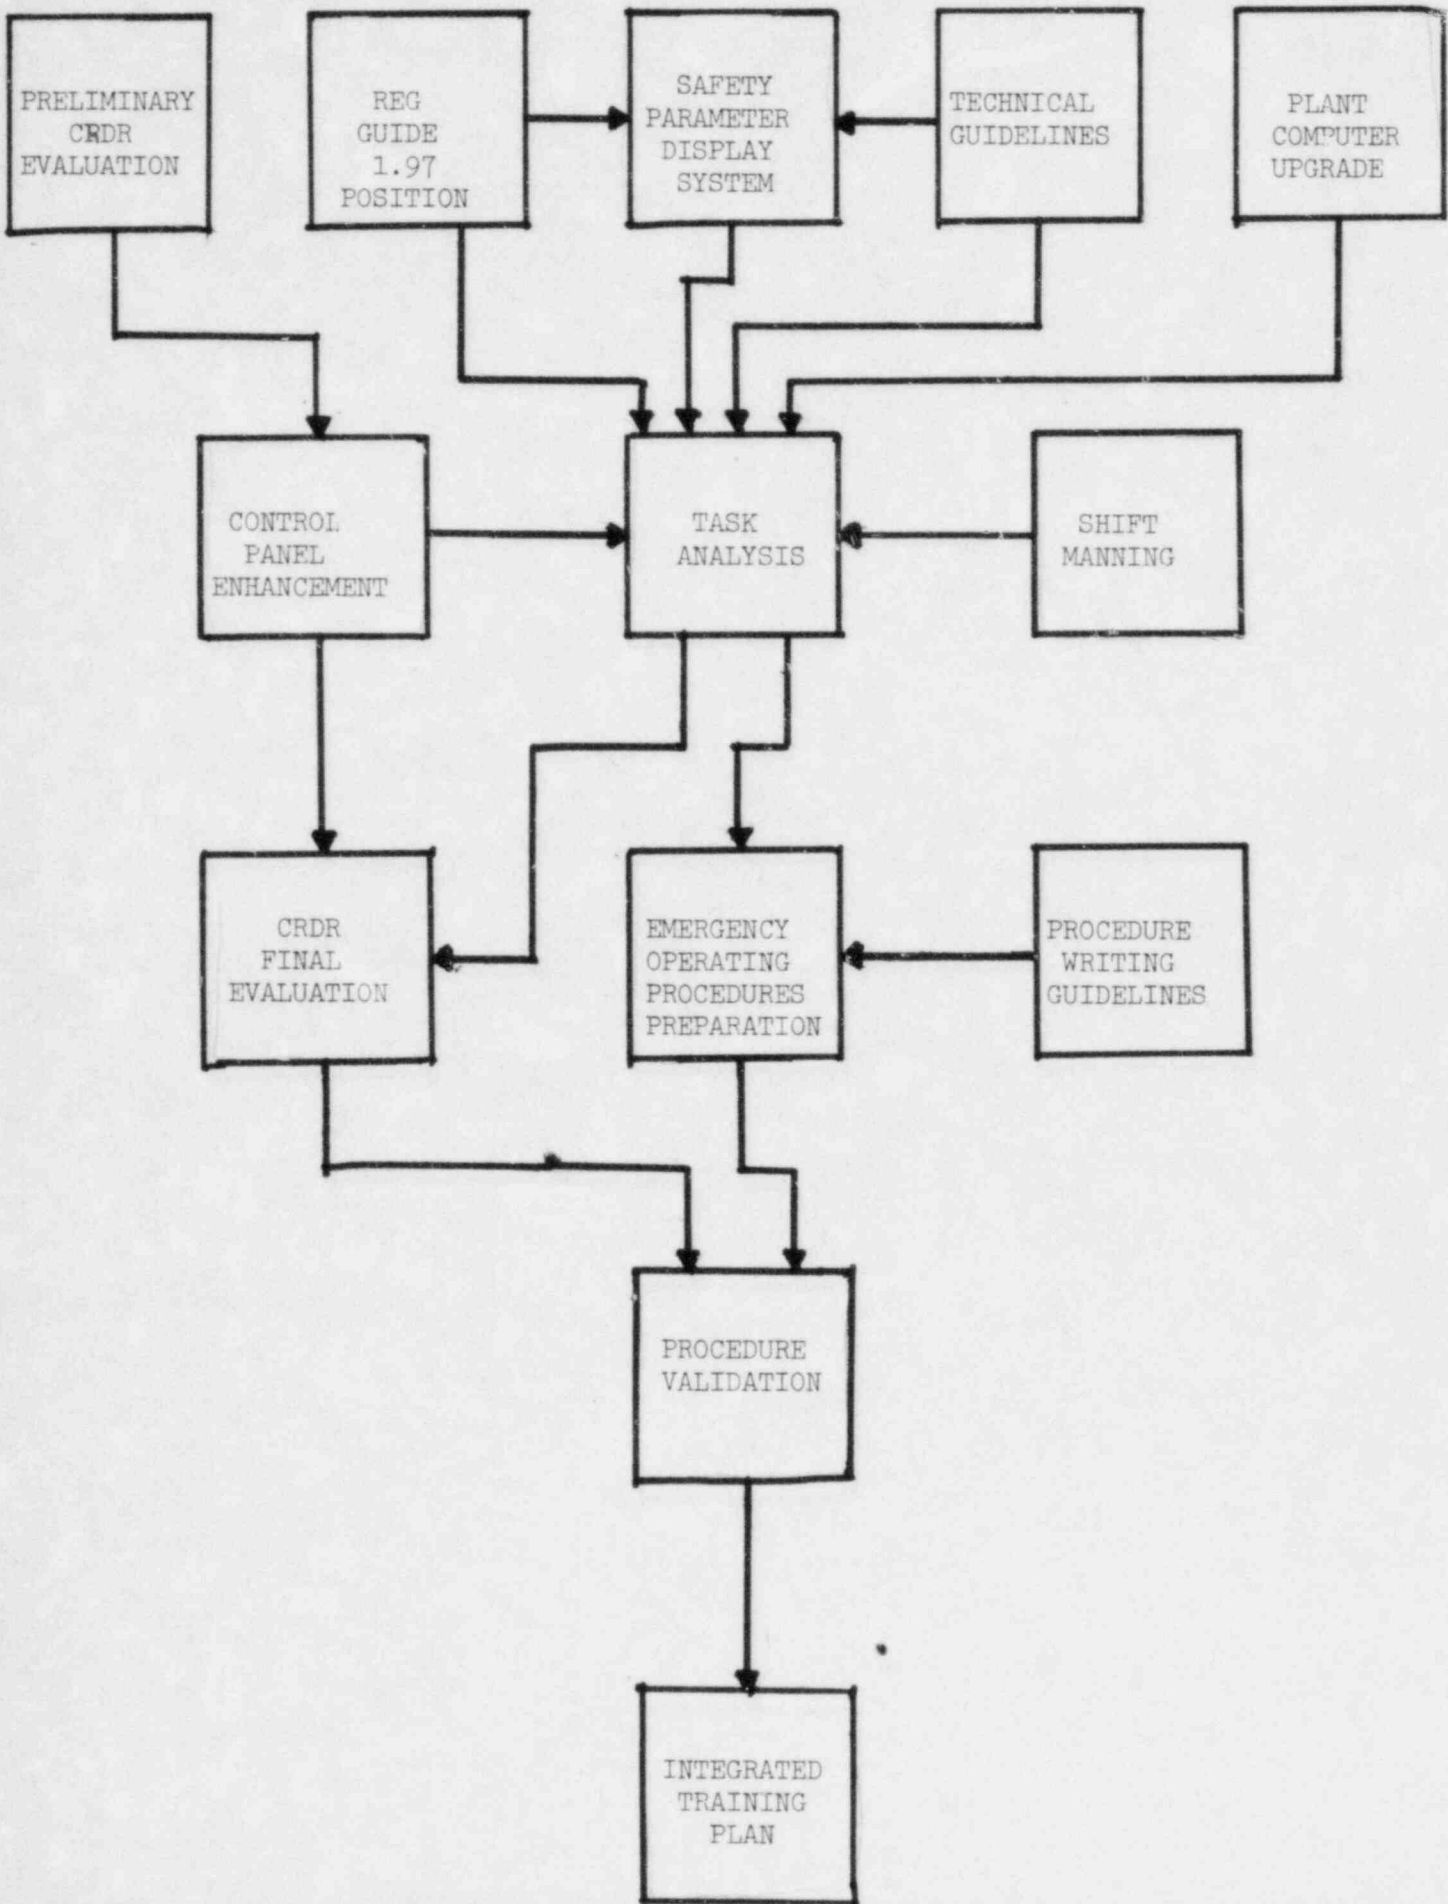 PRELIMINARY
CRDR
EVALUATION
REG
GUIDE
1.97
POSITION
SAFETY
PARAMETER
DISPLAY
SYSTEM
TECHNICAL
GUIDELINES
PLANT
COMPUTER
UPGRADE
CONTROL
PANEL
ENHANCEMENT
TASK
ANALYSIS
SHIFT
MANNING
CRDR
FINAL
EVALUATION
EMERGENCY
OPERATING
PROCEDURES
PREPARATION
PROCEDURE
WRITING
GUIDELINES
PROCEDURE
VALIDATION
INTEGRATED
TRAINING
PLAN